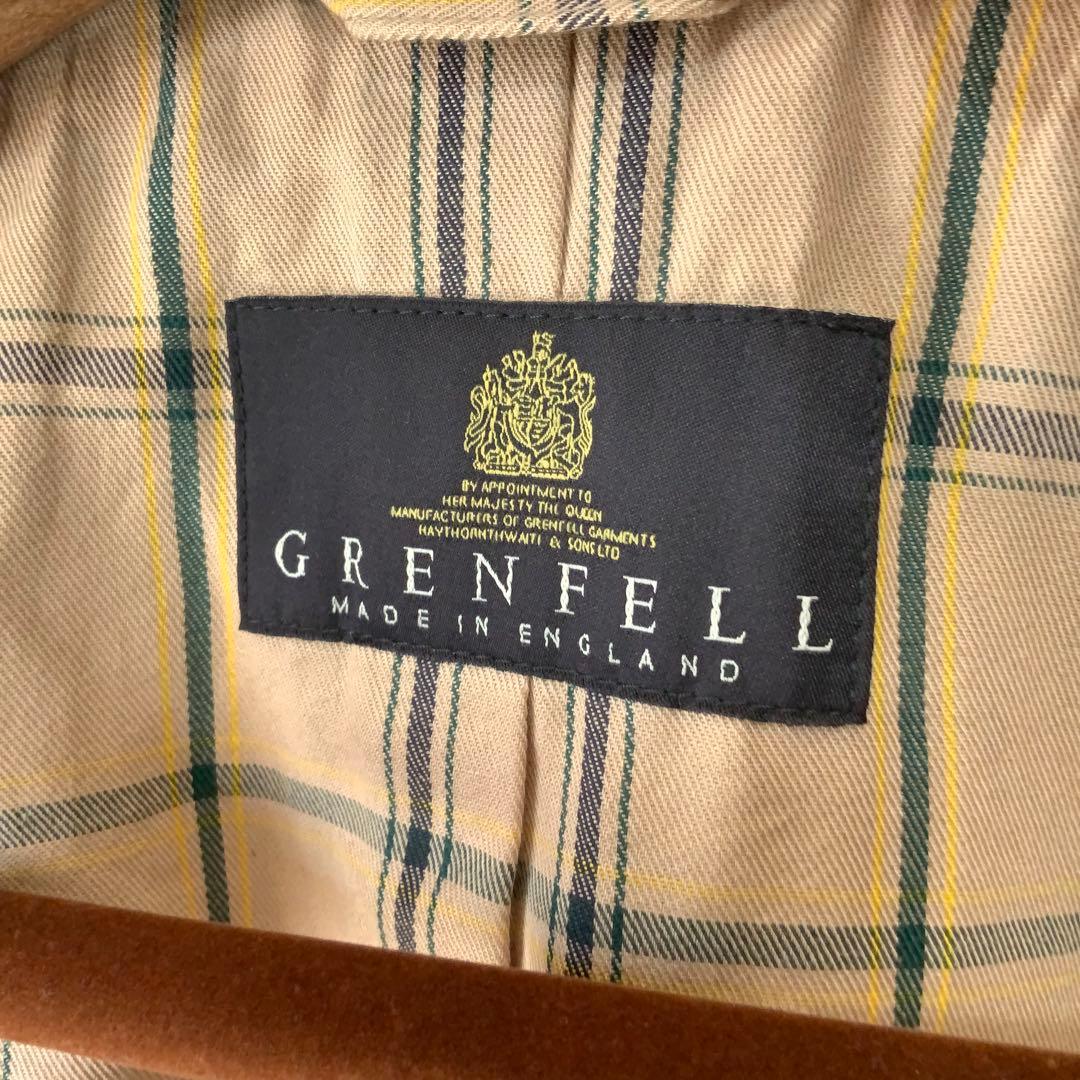 BY APPOINTMENT TO
HER MAJESTY THE QUEEN
MANUFACTURERS OF GRENFELL GARMENTS
HAYTHORNTHWAITE & SONS LTD
GRENFELL
MADE IN ENGLAND